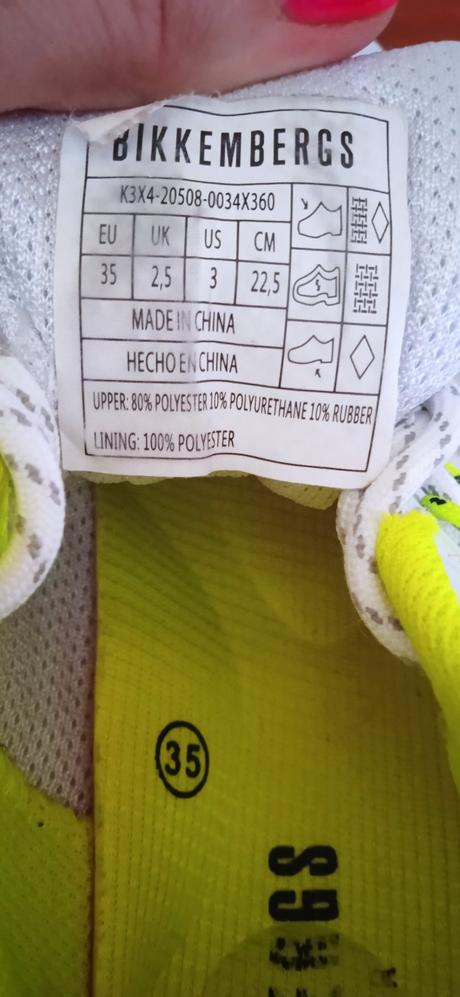 BIKKEMBERGS
K3X4-20508-0034X360
EU UK US CM
35 2,5 3 22,5
MADE IN CHINA
HECHO EN CHINA
UPPER: 80% POLYESTER 10% POLYURETHANE 10% RUBBER
LINING: 100% POLYESTER
35
GS